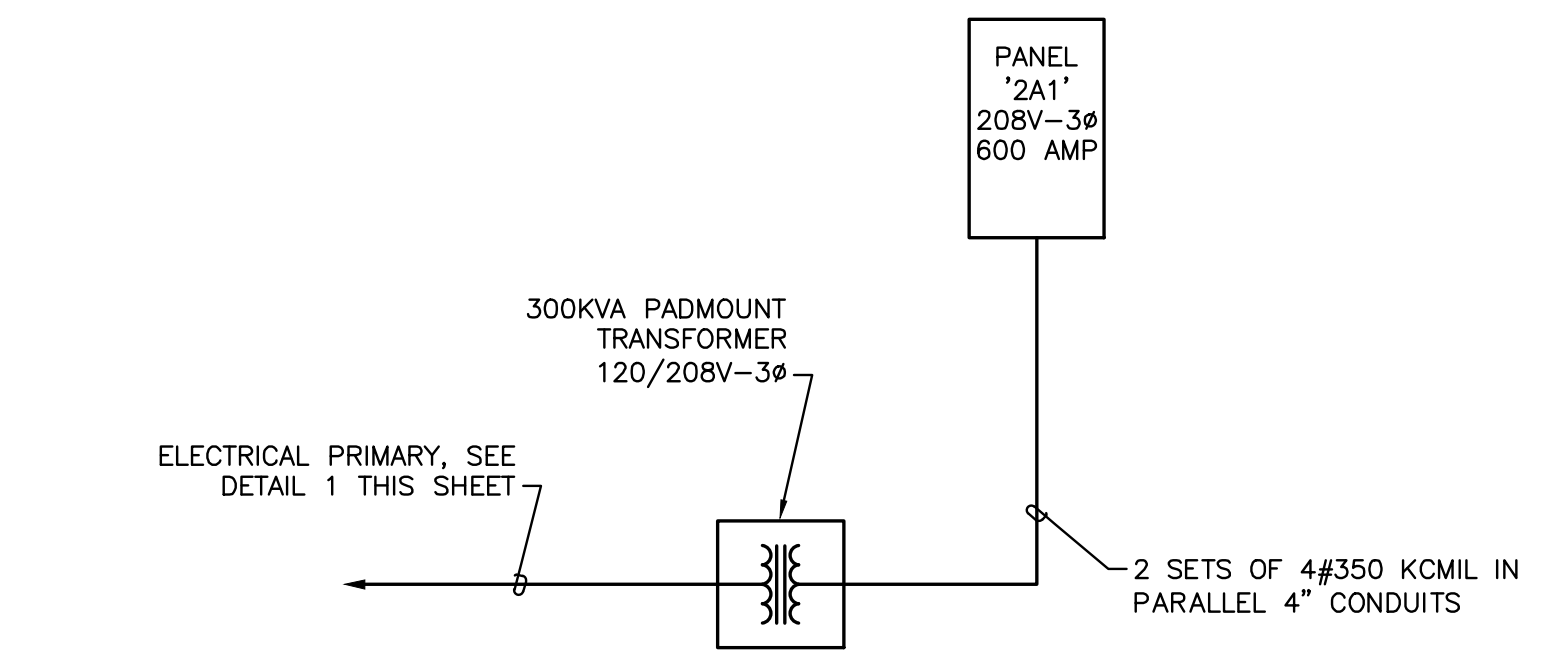 PANEL
'2A1'
208V-3ø
600 AMP
300KVA PADMOUNT
TRANSFORMER
120/208V-3ø
ELECTRICAL PRIMARY, SEE
DETAIL 1 THIS SHEET
2 SETS OF 4#350 KCMIL IN
PARALLEL 4" CONDUITS